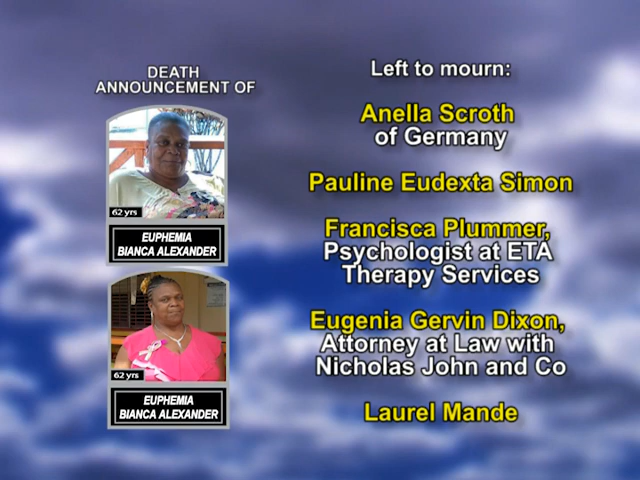 DEATH
ANNOUNCEMENT OF
62 yrs
EUPHEMIA
BIANCA ALEXANDER
62 yrs
EUPHEMIA
BIANCA ALEXANDER
Left to mourn:
Anella Scroth
of Germany
Pauline Eudexta Simon
Francisca Plummer,
Psychologist at ETA
Therapy Services
Eugenia Gervin Dixon,
Attorney at Law with
Nicholas John and Co
Laurel Mande